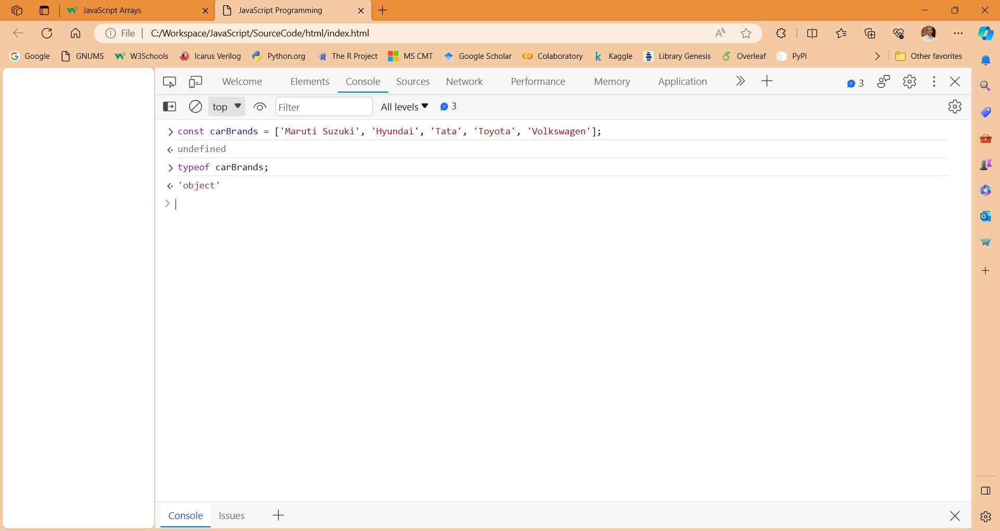 JavaScript Arrays
JavaScript Programming
File
C:/Workspace/JavaScript/SourceCode/html/index.html
Google GNUMS W3Schools Icarus Verilog Python.org The R Project MS CMT Google Scholar Colaboratory Kaggle Library Genesis Overleaf PyPI Other favorites
Welcome Elements Console Sources Network Performance Memory Application 3
top Filter All levels 3
const carBrands = ['Maruti Suzuki', 'Hyundai', 'Tata', 'Toyota', 'Volkswagen'];
undefined
typeof carBrands;
'object'
Console Issues